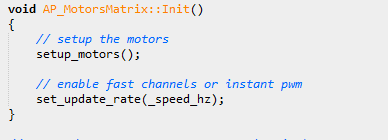 void AP_MotorsMatrix::Init()
{
    // setup the motors
    setup_motors();

    // enable fast channels or instant pwm
    set_update_rate(_speed_hz);
}